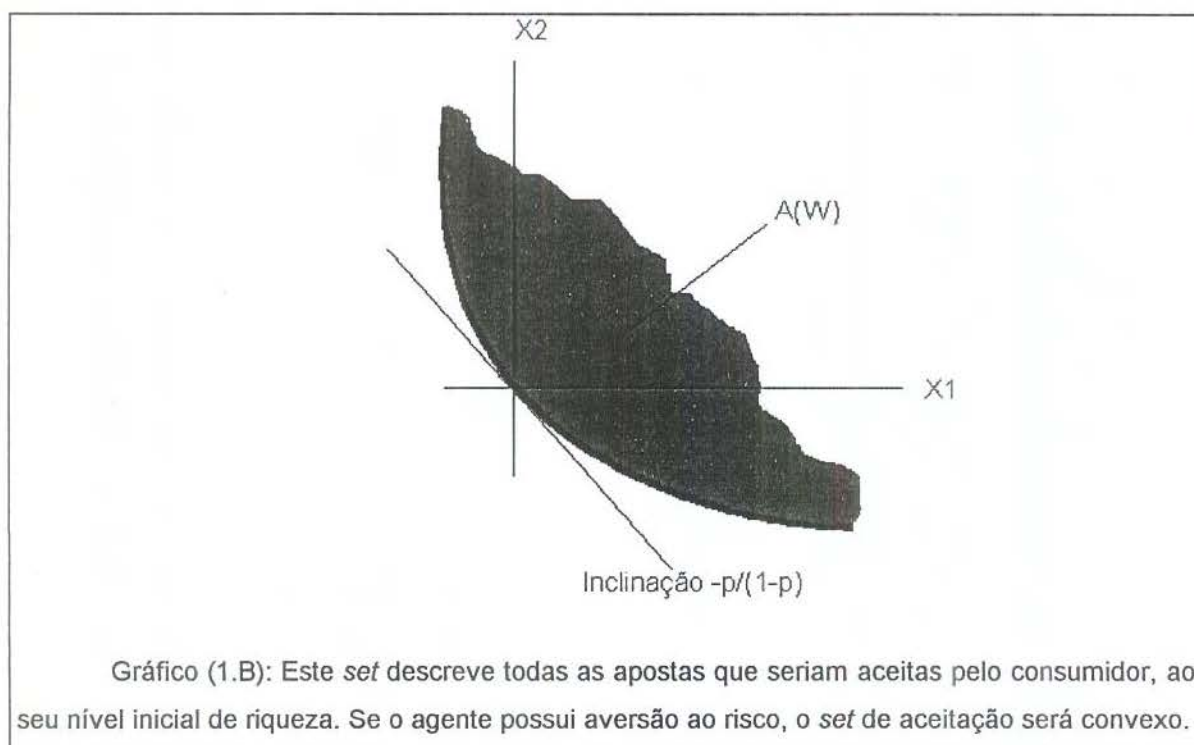 X2
A(W)
X1
Inclinação -p/(1-p)
Gráfico (1.B): Este set descreve todas as apostas que seriam aceitas pelo consumidor, ao
seu nível inicial de riqueza. Se o agente possui aversão ao risco, o set de aceitação será convexo.